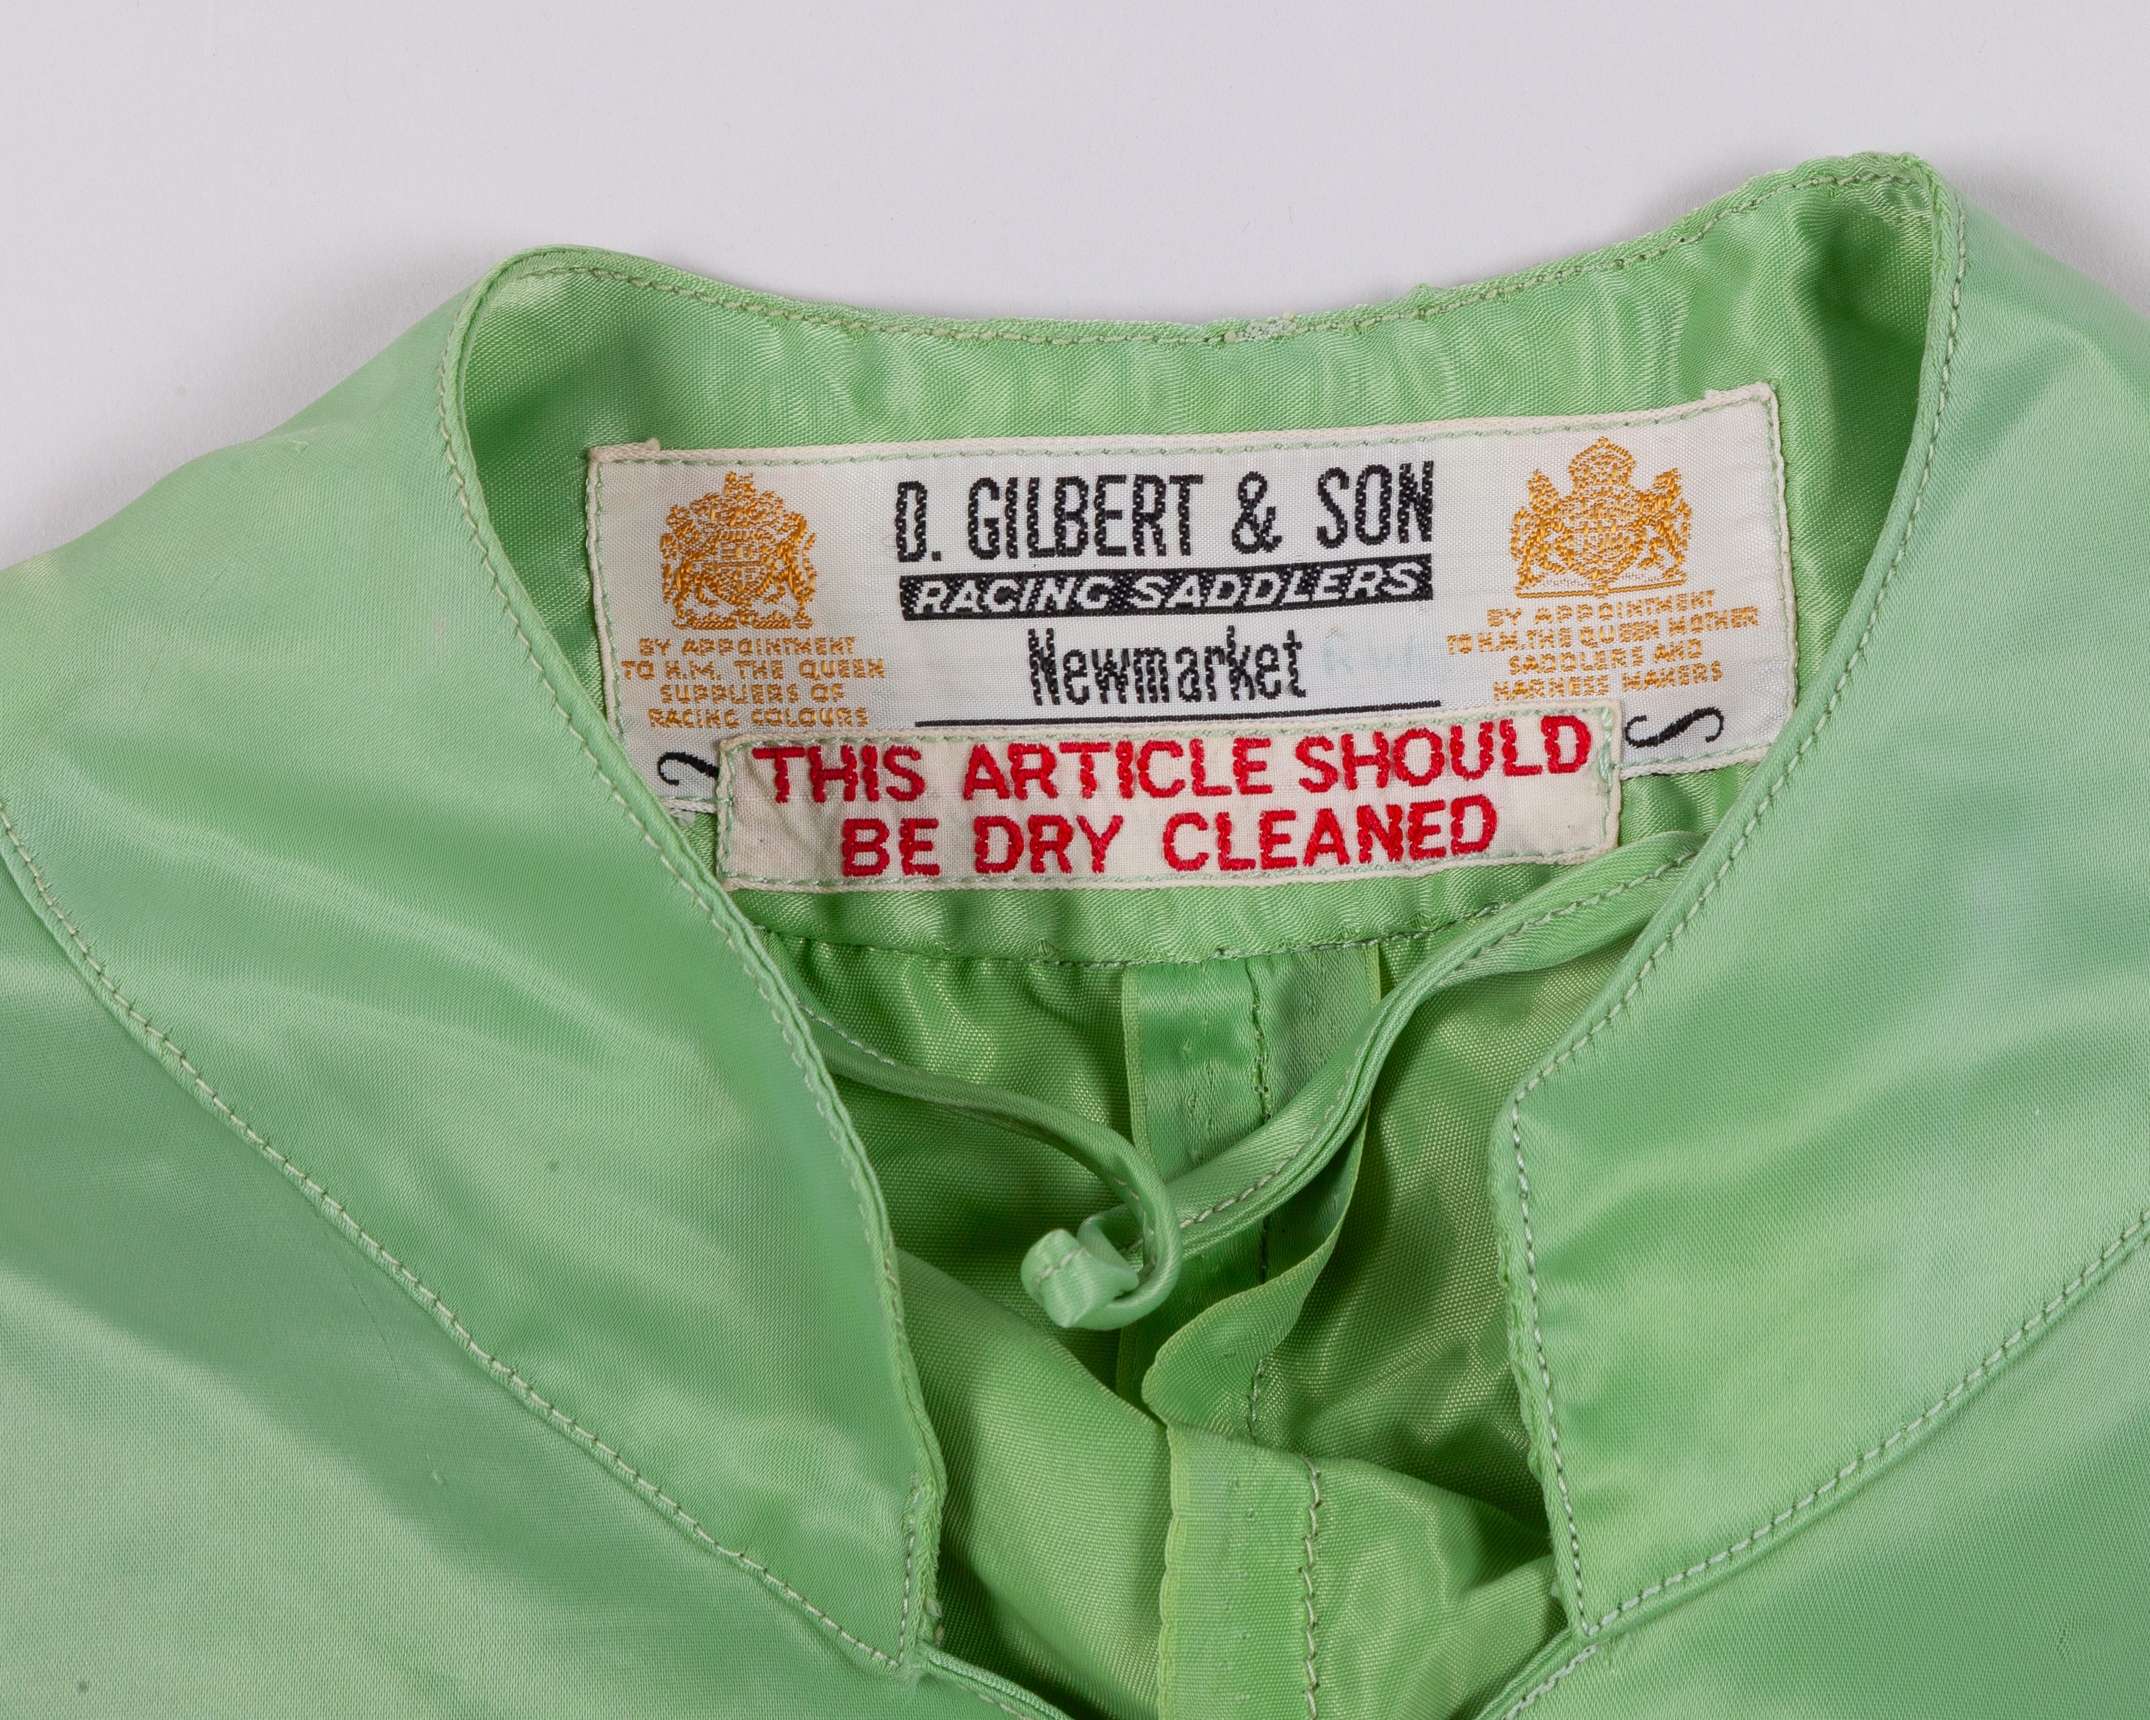 D. GILBERT & SON
RACING SADDLERS
Newmarket
BY APPOINTMENT
TO H.M. THE QUEEN
SUPPLIERS OF
RACING COLOURS
BY APPOINTMENT
TO H.M. THE QUEEN MOTHER
SADDLERS AND
HARNESS MAKERS
THIS ARTICLE SHOULD
BE DRY CLEANED